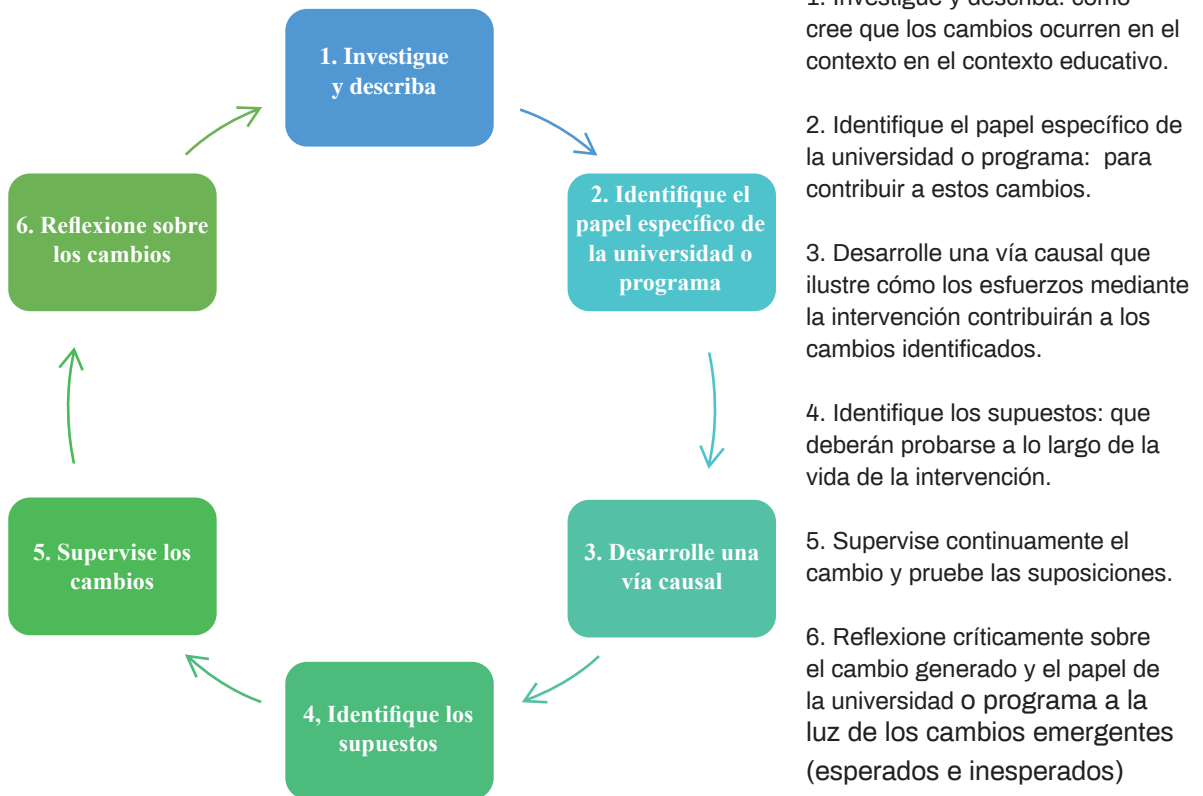 1. Investigue
y describa
2. Identifique el
papel específico de
la universidad o
programa
3. Desarrolle una
vía causal
4, Identifique los
supuestos
5. Supervise los
cambios
6. Reflexione sobre
los cambios
1. Investigue y describa: cómo
cree que los cambios ocurren en el
contexto en el contexto educativo.
2. Identifique el papel específico de
la universidad o programa: para
contribuir a estos cambios.
3. Desarrolle una vía causal que
ilustre cómo los esfuerzos mediante
la intervención contribuirán a los
cambios identificados.
4. Identifique los supuestos: que
deberán probarse a lo largo de la
vida de la intervención.
5. Supervise continuamente el
cambio y pruebe las suposiciones.
6. Reflexione críticamente sobre
el cambio generado y el papel de
la universidad o programa a la
luz de los cambios emergentes
(esperados e inesperados)